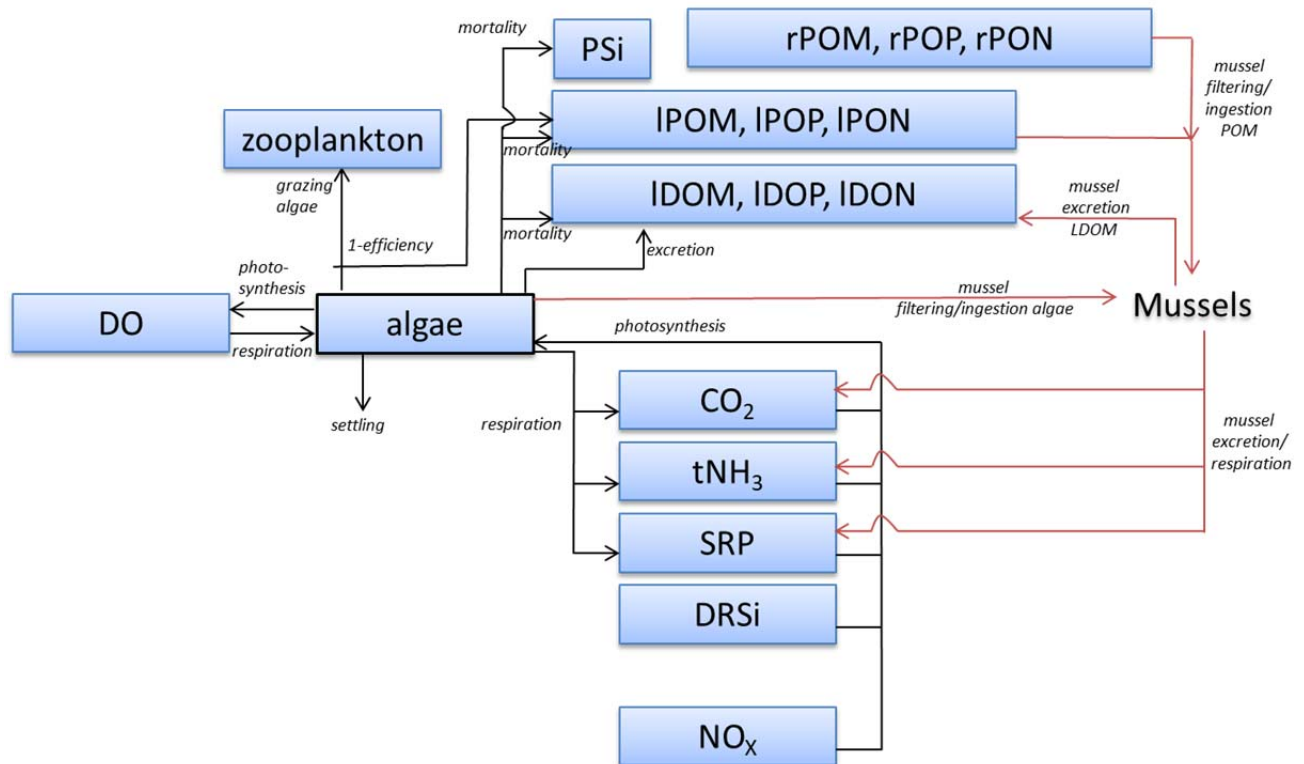 mortality
PSi
rPOM, rPOP, rPON
mussel
filtering/
ingestion
POM
lPOM, lPOP, lPON
mortality
zooplankton
grazing
algae
lDOM, lDOP, lDON
mortality
mussel
excretion
LDOM
1-efficiency
excretion
photo-
synthesis
DO
respiration
algae
mussel
filtering/ingestion algae
Mussels
photosynthesis
settling
respiration
CO₂
tNH₃
SRP
DRSi
NOₓ
mussel
excretion/
respiration